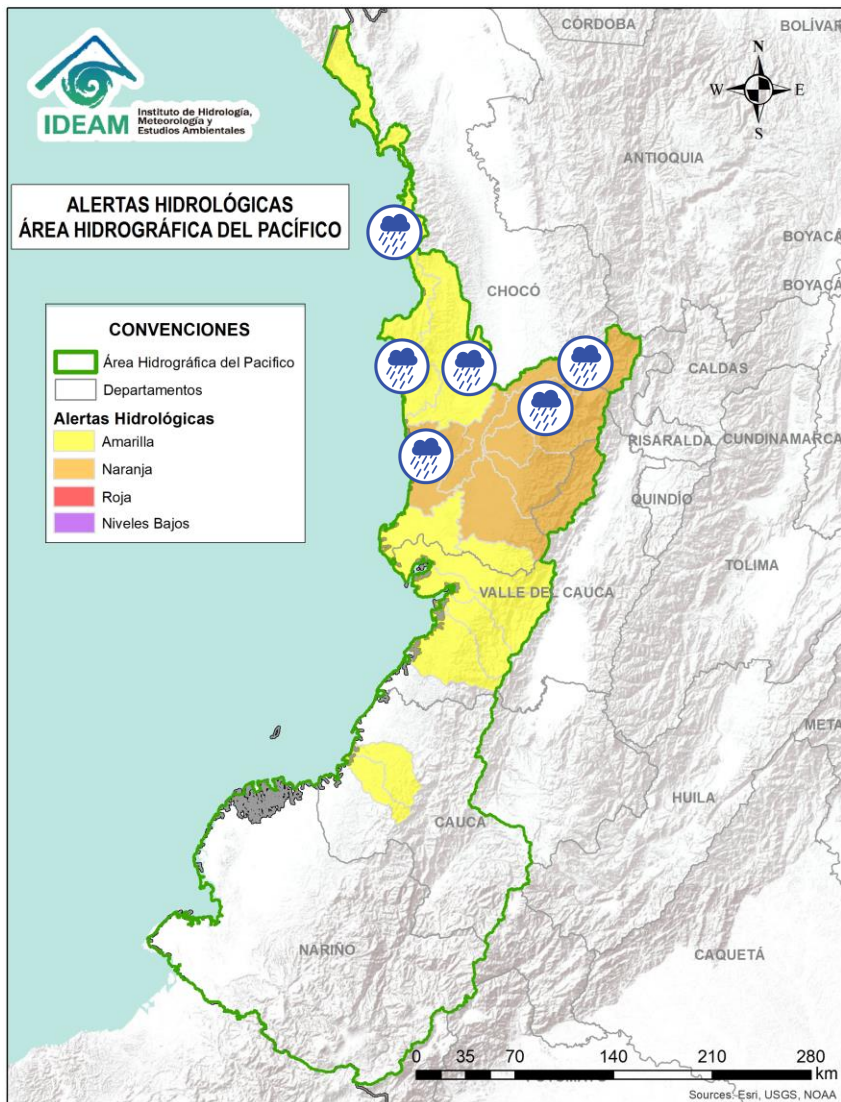 CÓRDOBA
BOLÍVAR
IDEAM
Instituto de Hidrología,
Meteorología y
Estudios Ambientales
N
W
E
S
ANTIOQUIA
ALERTAS HIDROLÓGICAS
ÁREA HIDROGRÁFICA DEL PACÍFICO
BOYACÁ
BOYACÁ
CHOCÓ
CONVENCIONES
Área Hidrográfica del Pacifico
Departamentos
Alertas Hidrológicas
Amarilla
Naranja
Roja
Niveles Bajos
CALDAS
RISARALDA
CUNDINAMARCA
QUINDÍO
TOLIMA
VALLE DEL CAUCA
META
HUILA
CAUCA
NARIÑO
CAQUETÁ
0 35 70 140 210 280
km
Sources: Esri, USGS, NOAA